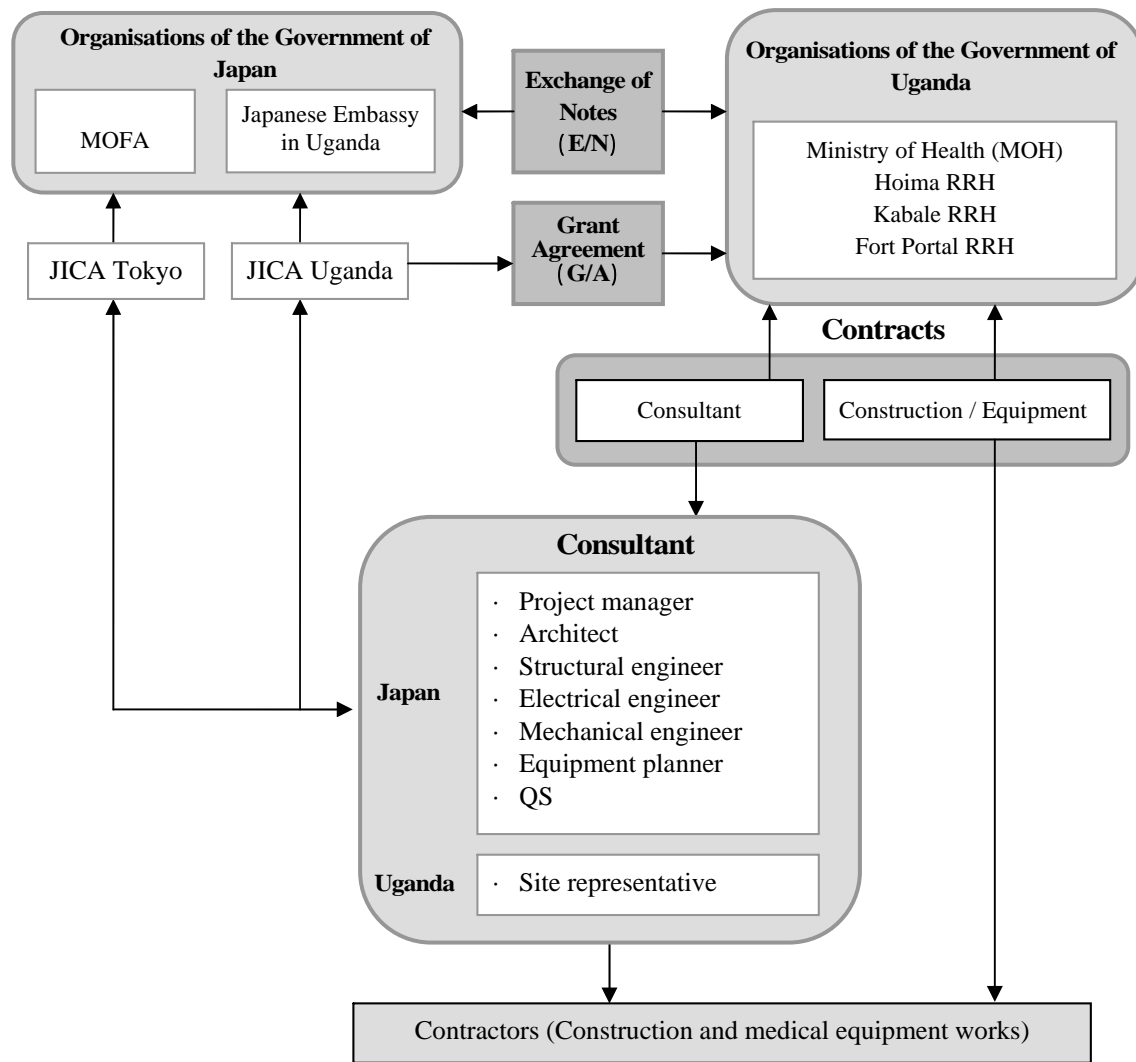 Organisations of the Government of
Japan
MOFA
Japanese Embassy
in Uganda
Exchange of
Notes
(E/N)
Organisations of the Government of
Uganda
Ministry of Health (MOH)
Hoima RRH
Kabale RRH
Fort Portal RRH
JICA Tokyo
JICA Uganda
Grant
Agreement
(G/A)
Contracts
Consultant
Construction / Equipment
Consultant
Japan
· Project manager
· Architect
· Structural engineer
· Electrical engineer
· Mechanical engineer
· Equipment planner
· QS
Uganda
· Site representative
Contractors (Construction and medical equipment works)